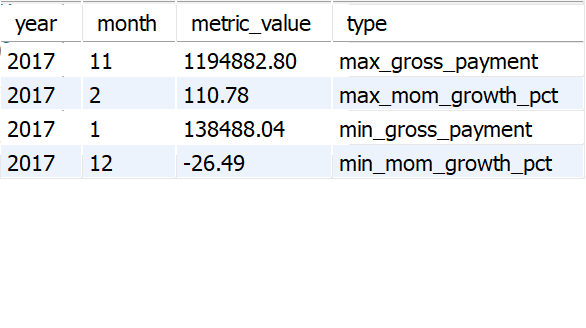 year month metric_value type
2017 11 1194882.80 max_gross_payment
2017 2 110.78 max_mom_growth_pct
2017 1 138488.04 min_gross_payment
2017 12 -26.49 min_mom_growth_pct